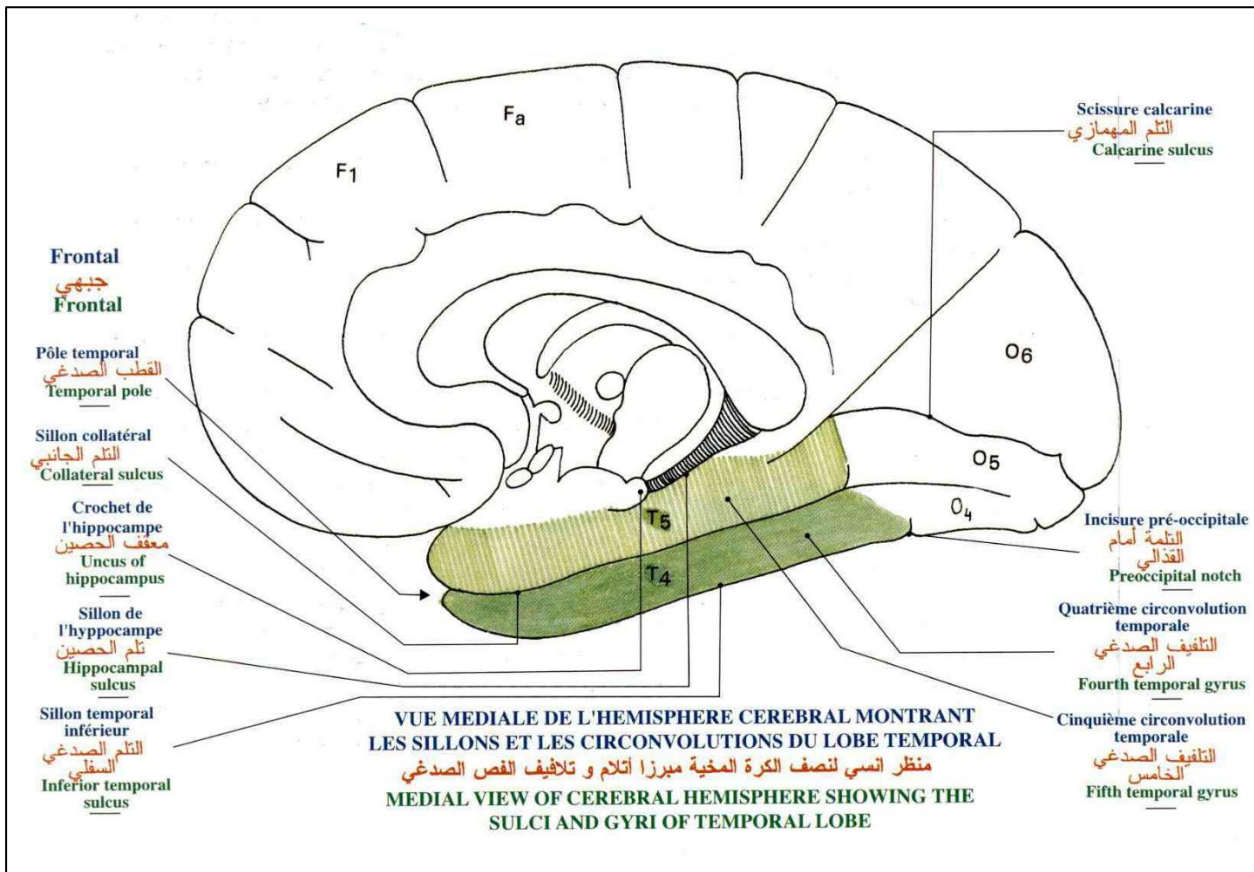 Fa
F1
Scissure calcarine
التلم المهمازي
Calcarine sulcus
Frontal
جبهي
Frontal
Pôle temporal
القطب الصدغي
Temporal pole
Sillon collatéral
التلم الجانبي
Collateral sulcus
Crochet de
l'hippocampe
معقف الحصين
Uncus of
hippocampus
Sillon de
l'hyppocampe
تلم الحصين
Hippocampal
sulcus
Sillon temporal
inférieur
التلم الصدغي
السفلي
Inferior temporal
sulcus
O6
O5
O4
T5
T4
Incisure pré-occipitale
التلمة أمام
القذالي
Preoccipital notch
Quatrième circonvolution
temporale
التلفيف الصدغي
الرابع
Fourth temporal gyrus
Cinquième circonvolution
temporale
التلفيف الصدغي
الخامس
Fifth temporal gyrus
VUE MEDIALE DE L'HEMISPHERE CEREBRAL MONTRANT
LES SILLONS ET LES CIRCONVOLUTIONS DU LOBE TEMPORAL
منظر انسي لنصف الكرة المخية مبرزا أتلام و تلافيف الفص الصدغي
MEDIAL VIEW OF CEREBRAL HEMISPHERE SHOWING THE
SULCI AND GYRI OF TEMPORAL LOBE